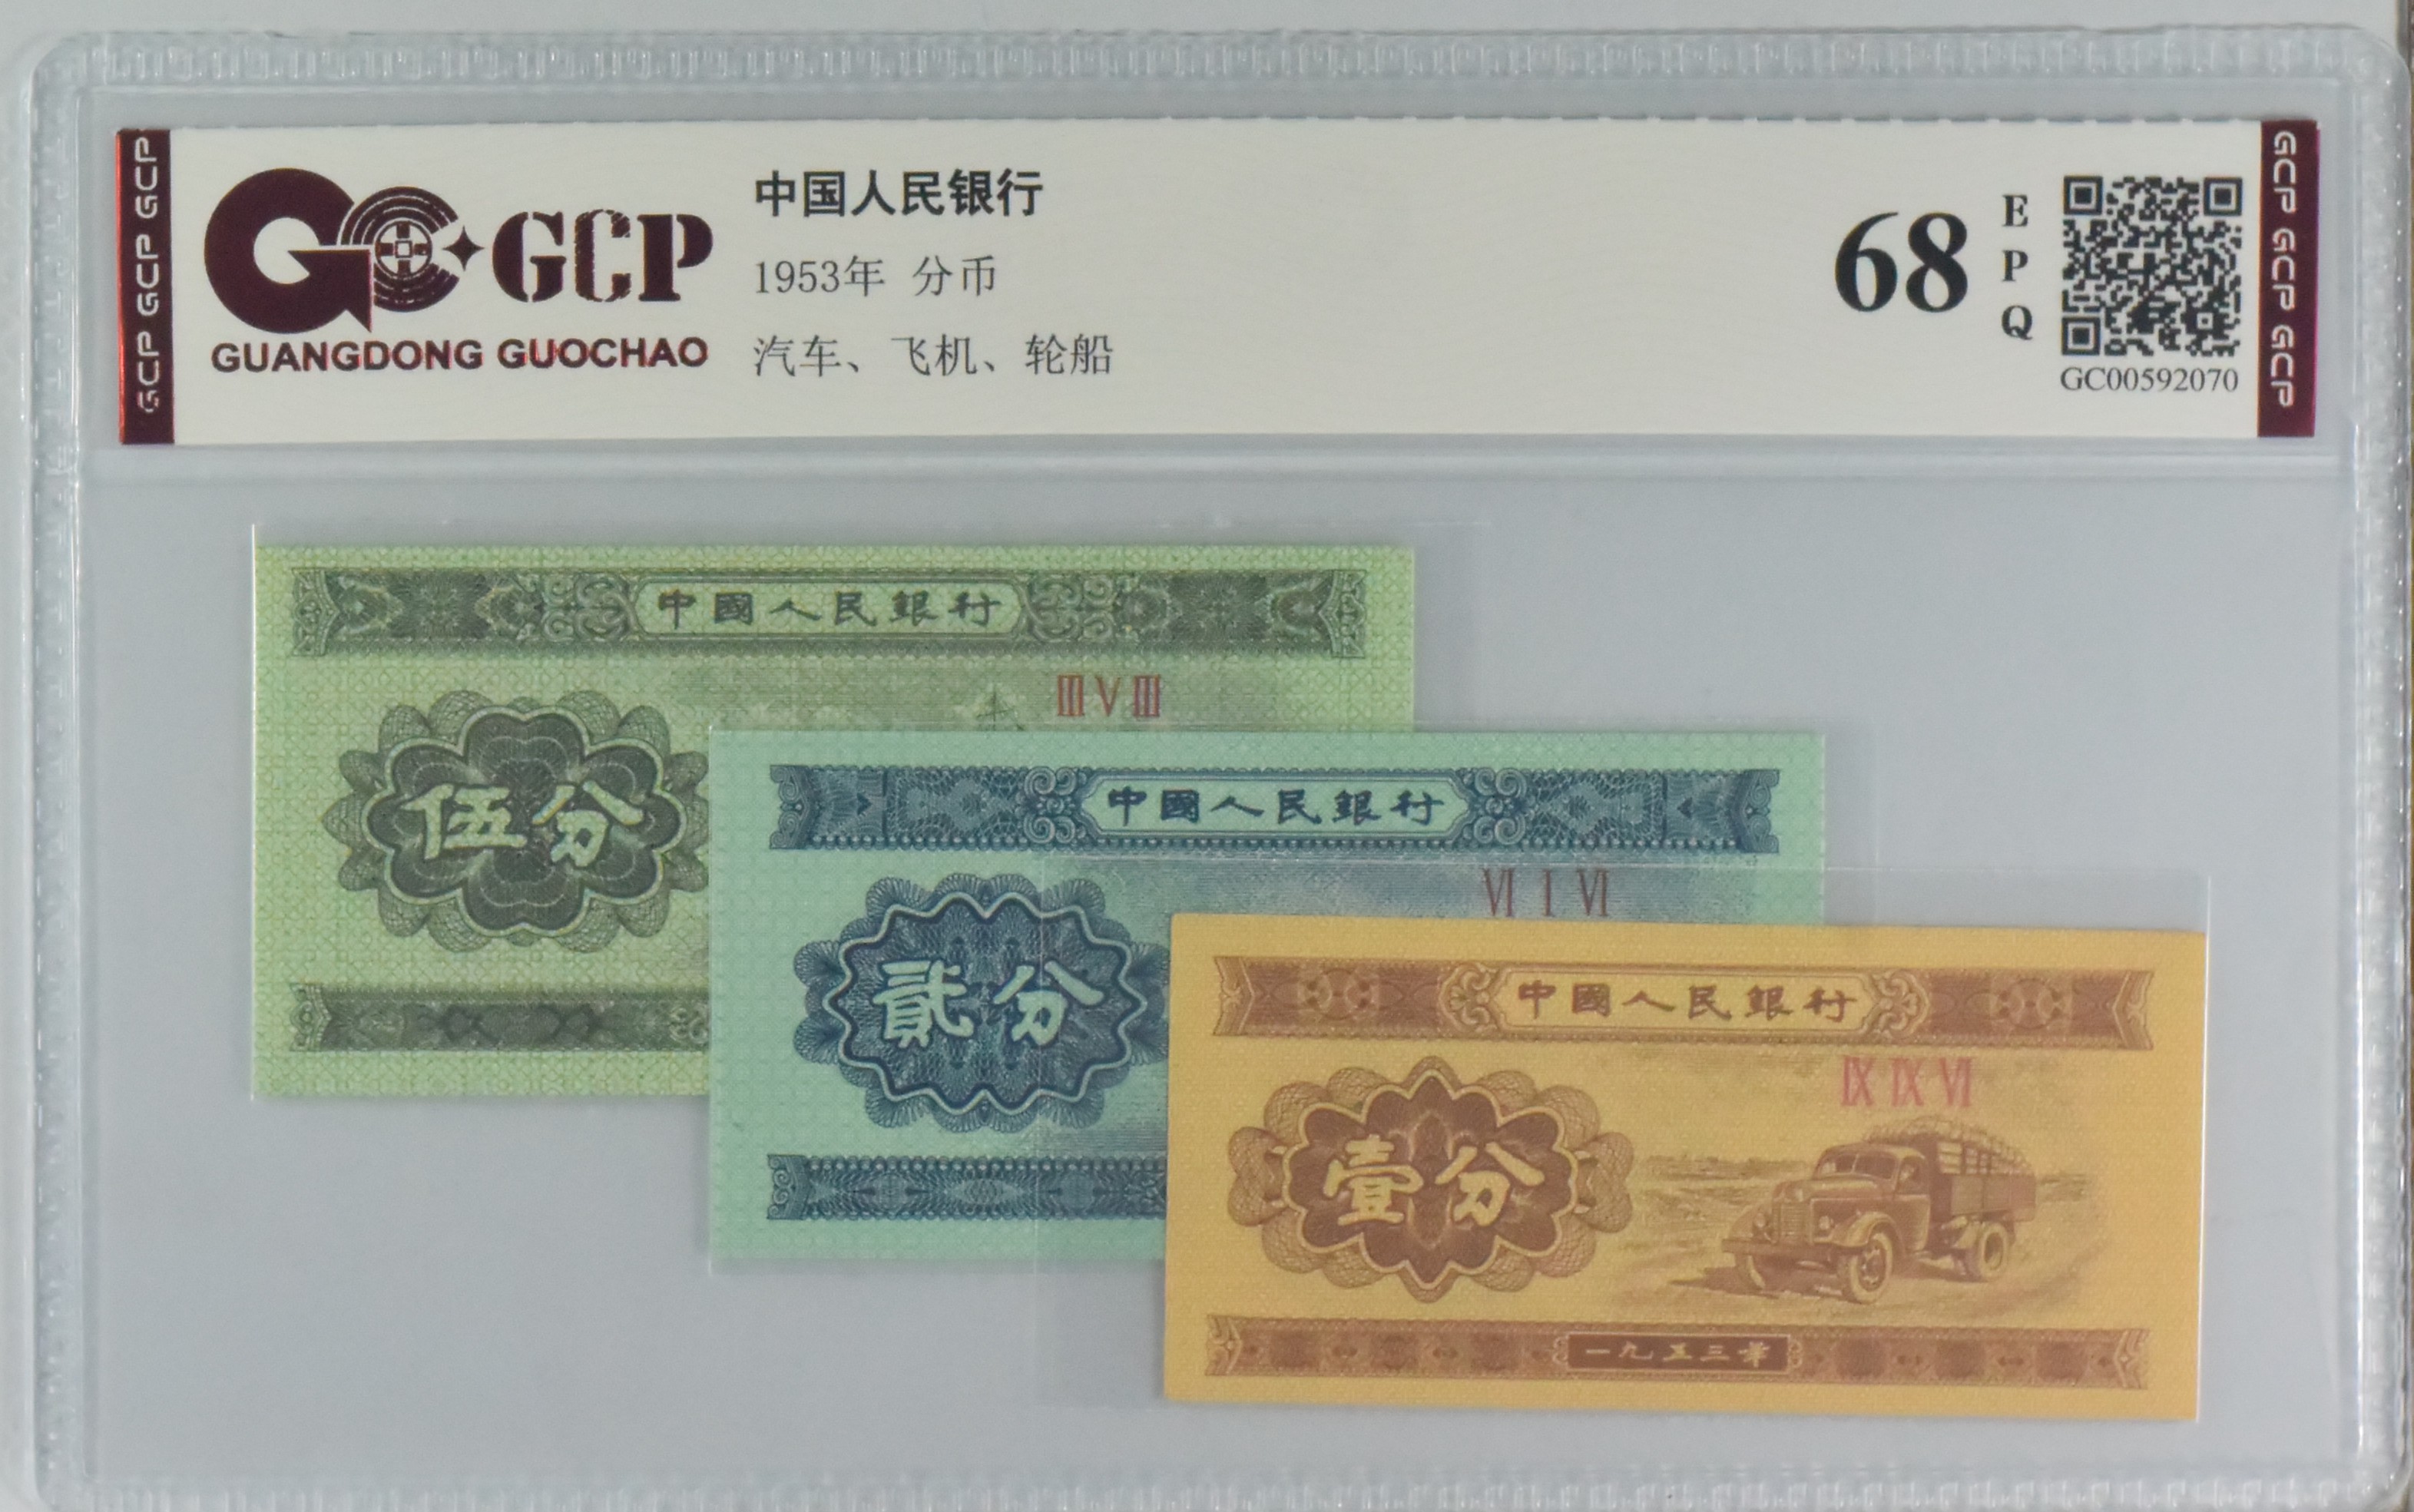 GCP GCP GCP
GCP
GUANGDONG GUOCHAO
中国人民银行
1953年 分币
汽车、飞机、轮船
68
E
P
Q
GC00592070
GCP GCP GCP
中國人民銀行
ⅢⅤⅢ
伍分
中國人民銀行
Ⅵ Ⅰ Ⅵ
貳分
中國人民銀行
Ⅸ Ⅸ Ⅵ
壹分
一九五三年